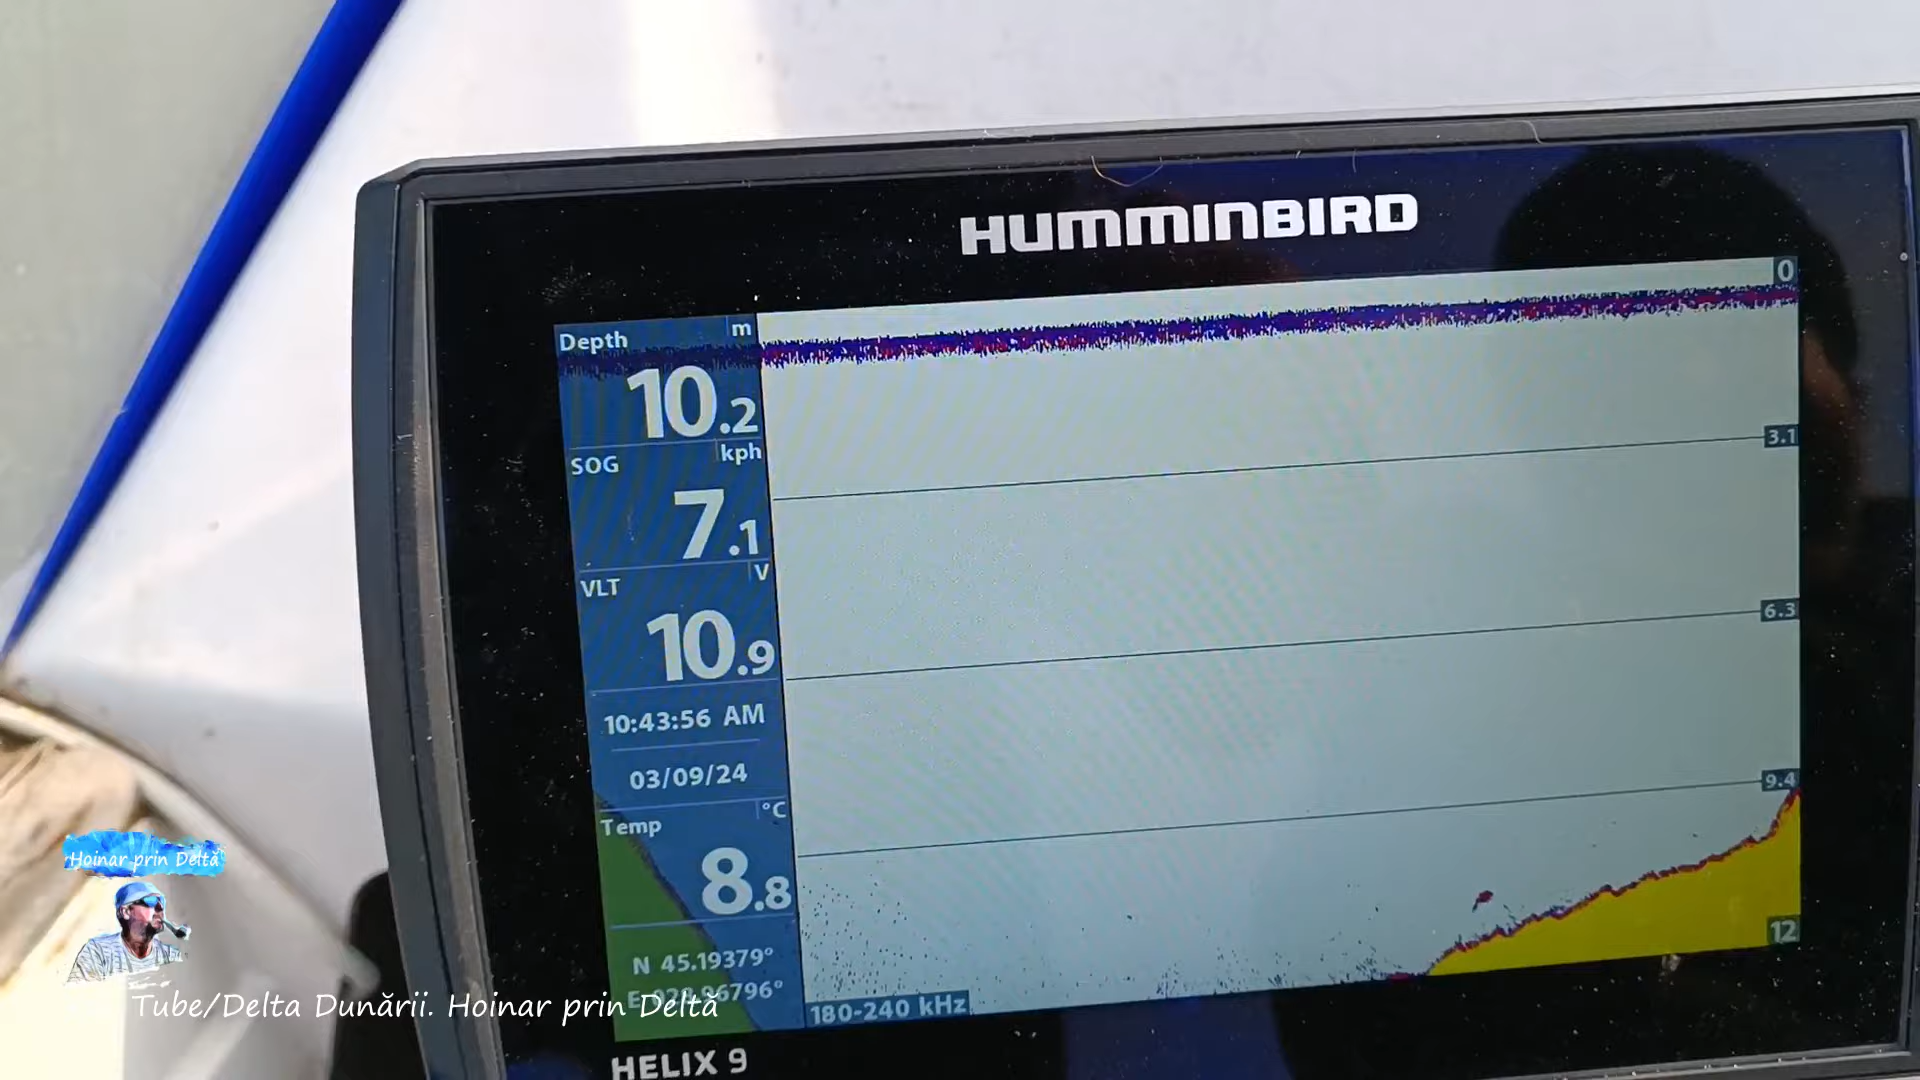 HUMMINBIRD
Depth m
10.2
SOG kph
7.1
VLT V
10.9
10:43:56 AM
03/09/24
Temp °C
8.8
N 45.19379°
0
3.1
6.3
9.4
12
180-240 kHz
HELIX 9
Hoinar prin Deltă
Tube/Delta Dunării. Hoinar prin Deltă